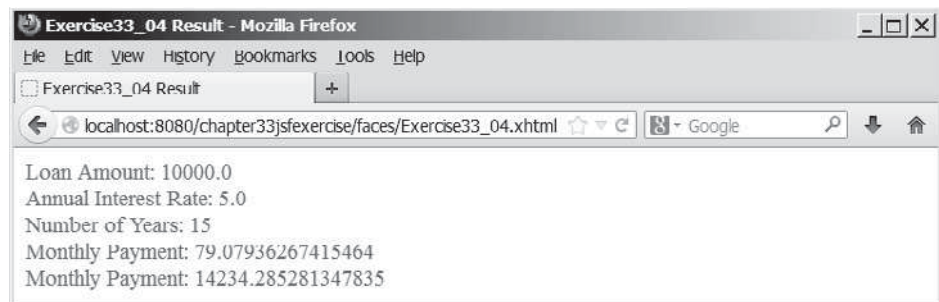 Exercise33_04 Result - Mozilla Firefox
File Edit View History Bookmarks Tools Help
Exercise33_04 Result +
localhost:8080/chapter33jsfexercise/faces/Exercise33_04.xhtml Google
Loan Amount: 10000.0
Annual Interest Rate: 5.0
Number of Years: 15
Monthly Payment: 79.07936267415464
Monthly Payment: 14234.285281347835